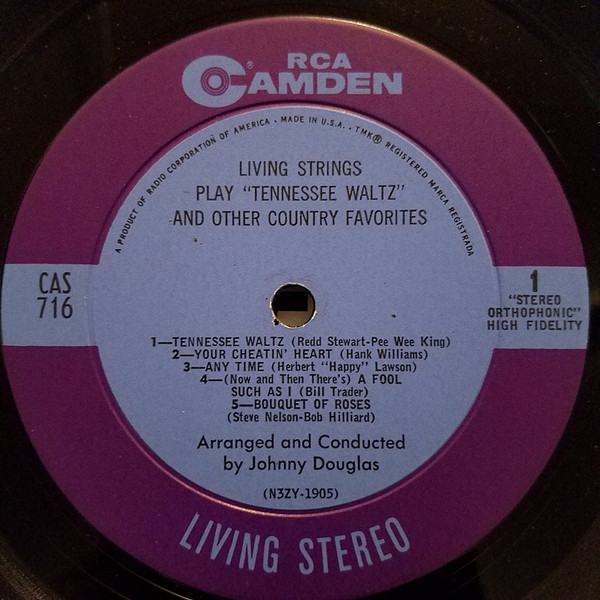 RCA
CAMDEN
®
A PRODUCT OF RADIO CORPORATION OF AMERICA • MADE IN U.S.A. • TMK® REGISTERED MARCA REGISTRADA
LIVING STRINGS
PLAY "TENNESSEE WALTZ"
AND OTHER COUNTRY FAVORITES
CAS
716
1
"STEREO
ORTHOPHONIC"
HIGH FIDELITY
1—TENNESSEE WALTZ (Redd Stewart-Pee Wee King)
2—YOUR CHEATIN' HEART (Hank Williams)
3—ANY TIME (Herbert "Happy" Lawson)
4—(Now and Then There's) A FOOL
SUCH AS I (Bill Trader)
5—BOUQUET OF ROSES
(Steve Nelson-Bob Hilliard)
Arranged and Conducted
by Johnny Douglas
(N3ZY-1905)
LIVING STEREO